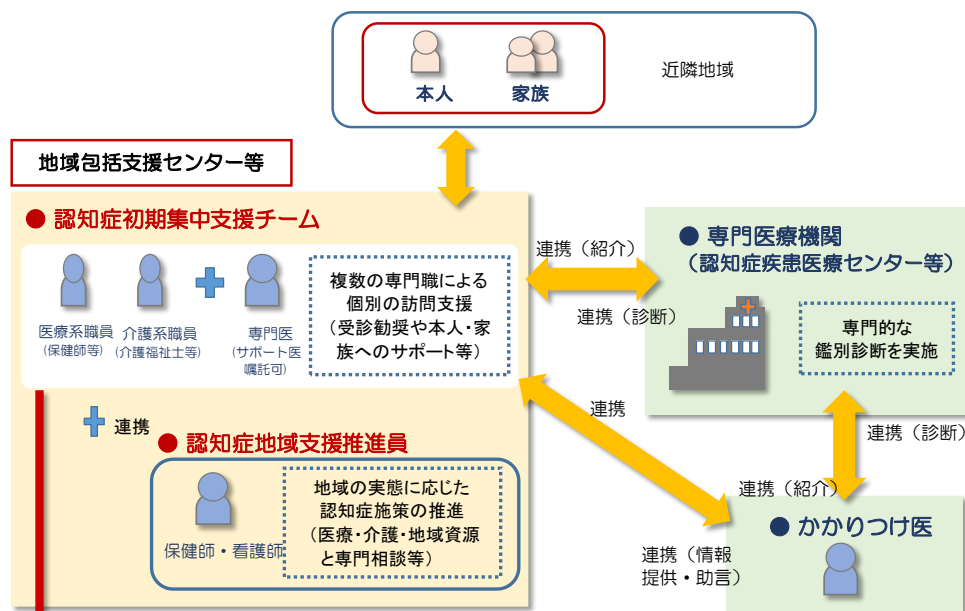 本人
家族
近隣地域
地域包括支援センター等
● 認知症初期集中支援チーム
医療系職員
(保健師等)
介護系職員
(介護福祉士等)
専門医
(サポート医
嘱託可)
複数の専門職による
個別の訪問支援
(受診勧奨や本人・家
族へのサポート等)
連携(紹介)
連携(診断)
● 専門医療機関
(認知症疾患医療センター等)
専門的な
鑑別診断を実施
連携
● 認知症地域支援推進員
保健師・看護師
地域の実態に応じた
認知症施策の推進
(医療・介護・地域資源
と専門相談等)
連携
連携(診断)
連携(紹介)
● かかりつけ医
連携(情報
提供・助言)